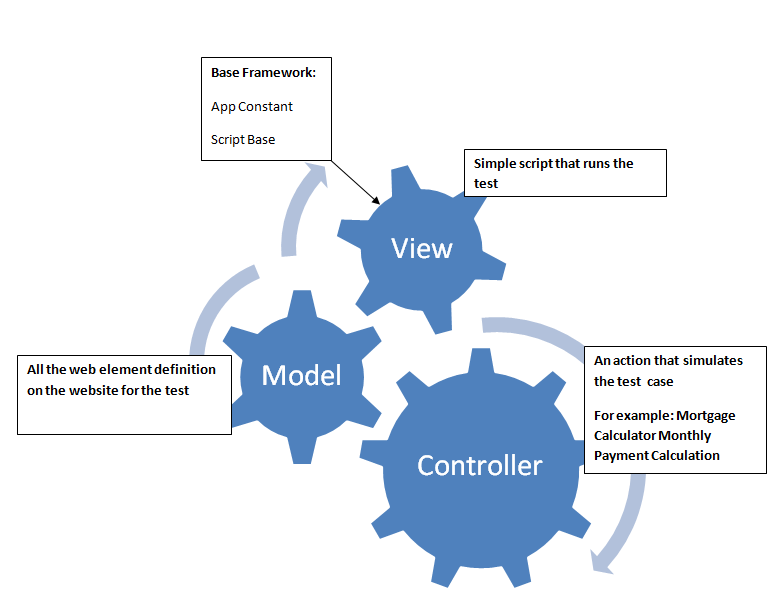 Base Framework:
App Constant
Script Base
Simple script that runs the
test
View
All the web element definition
on the website for the test
Model
An action that simulates
the test case
For example: Mortgage
Calculator Monthly
Payment Calculation
Controller